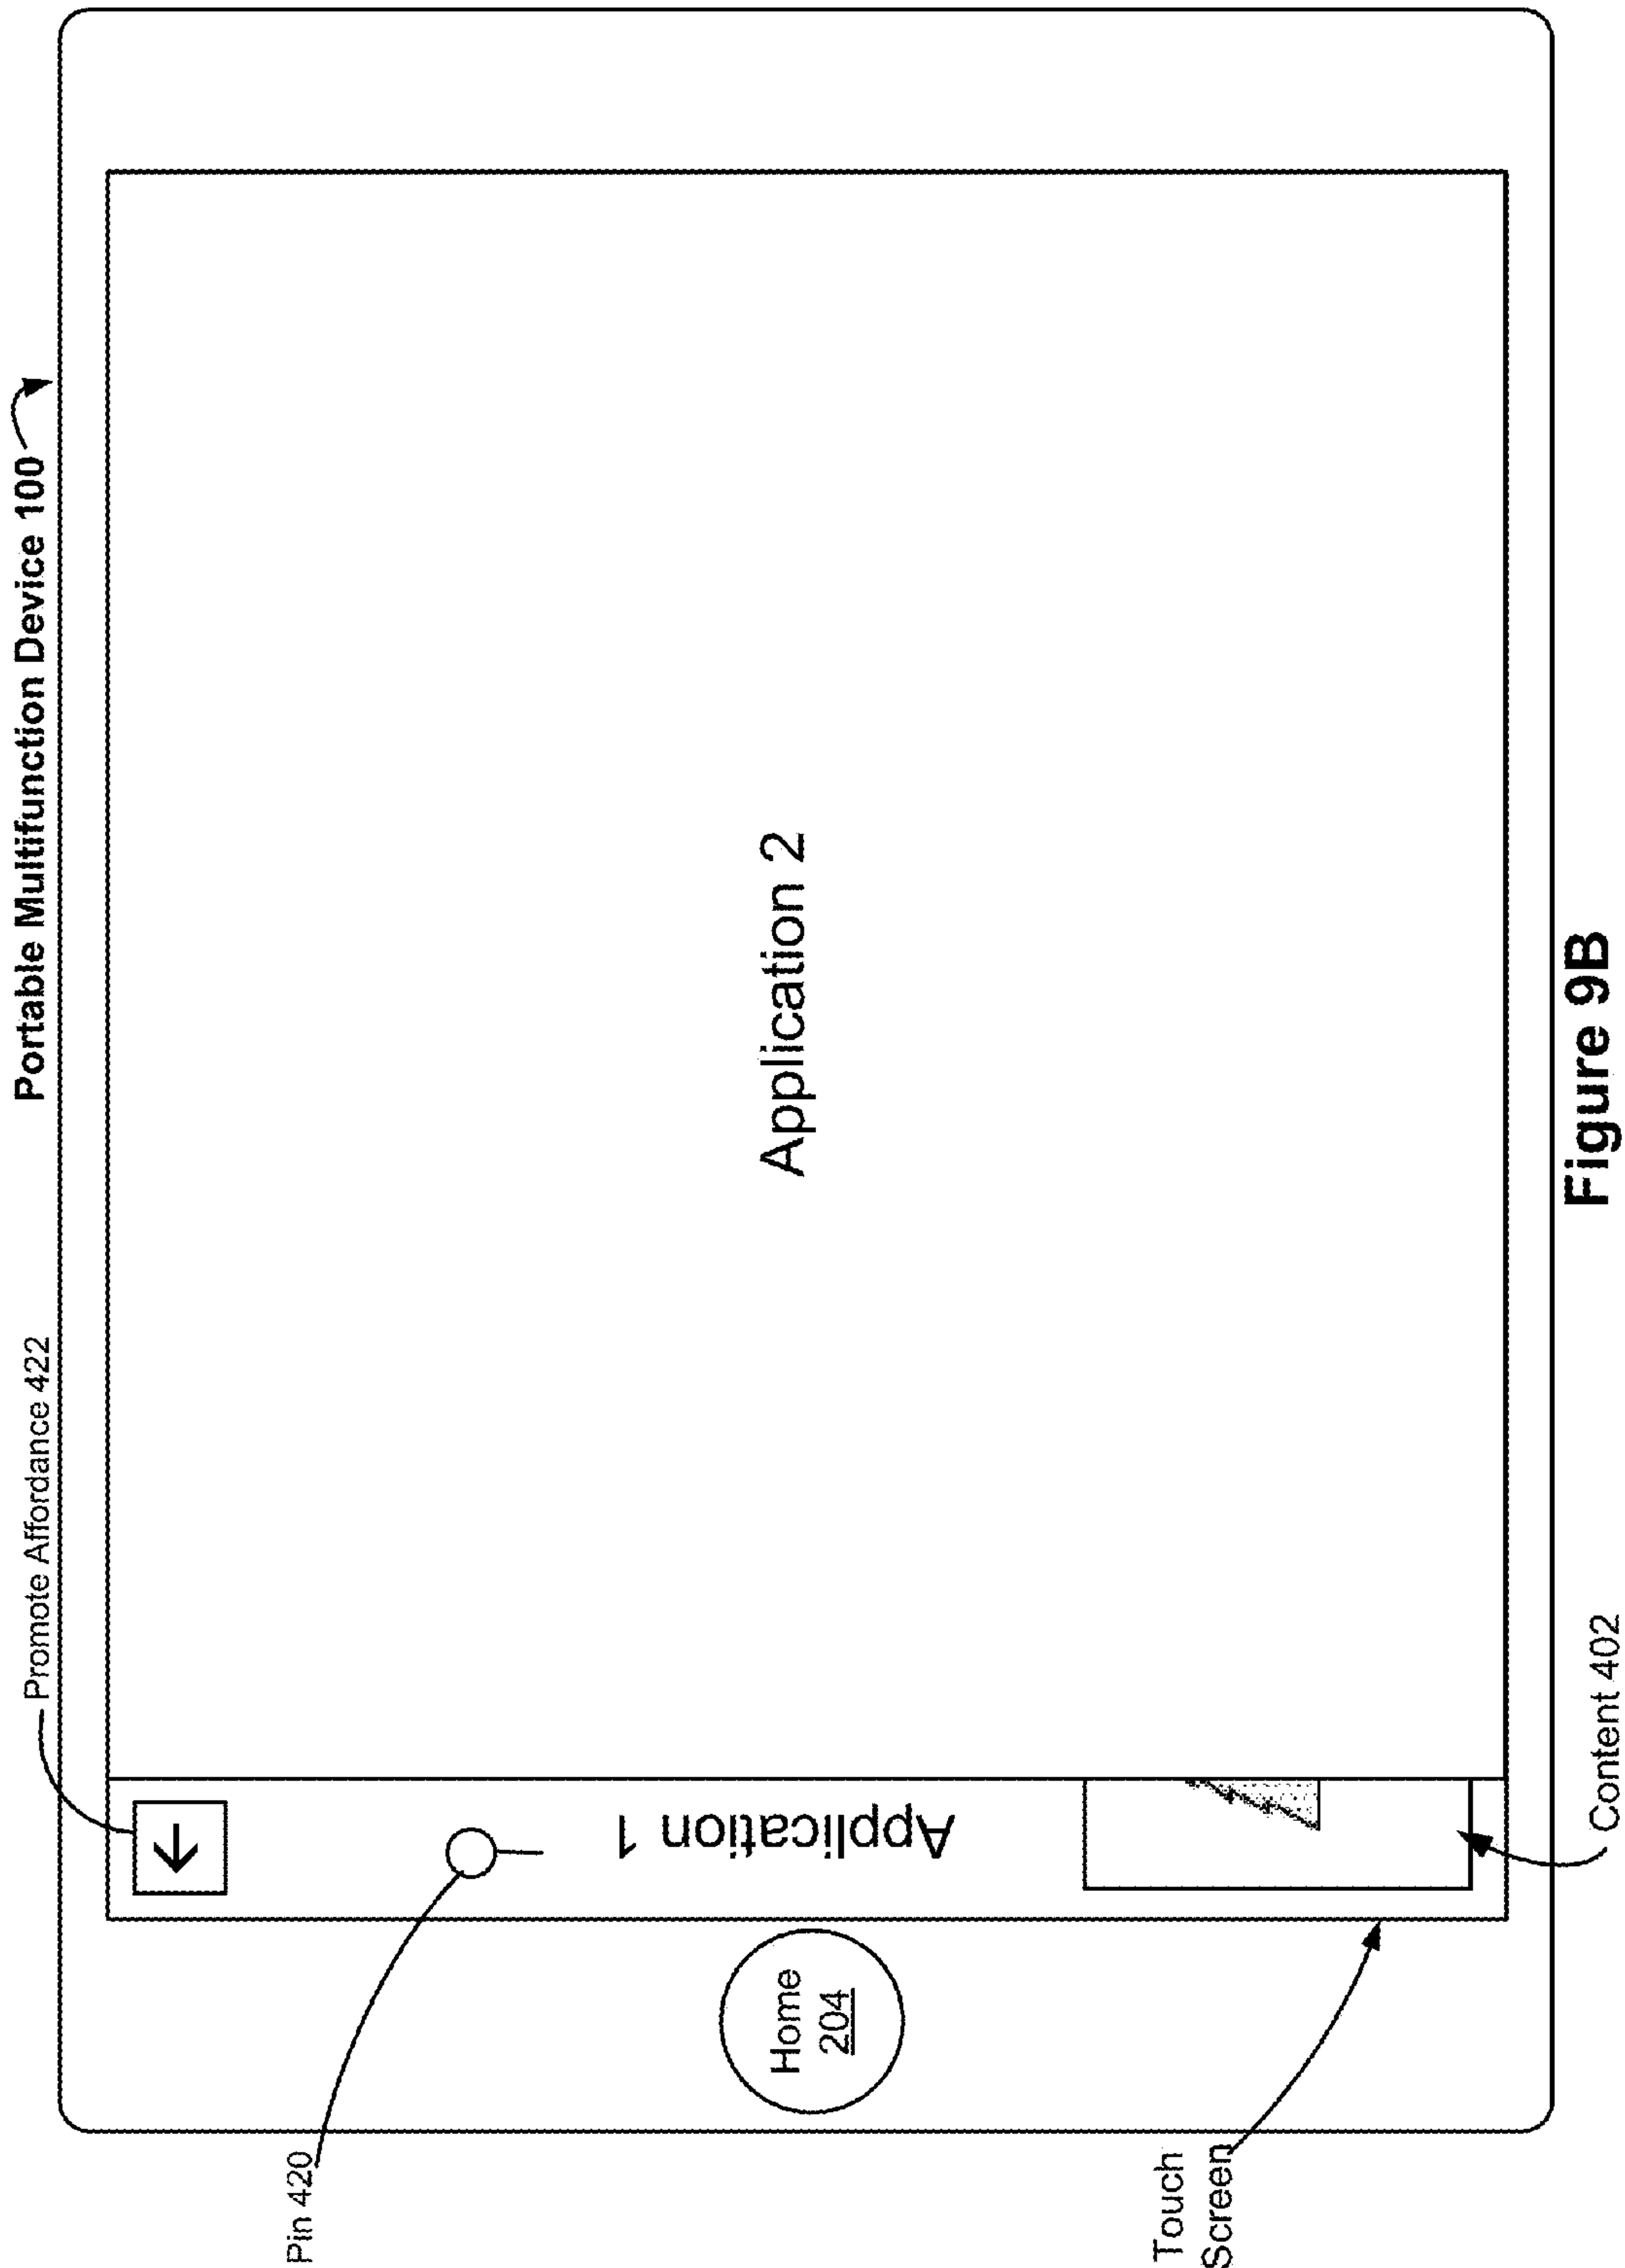 Portable Multifunction Device 100
Promote Affordance 422
Pin 420
Application 1
Application 2
Home
204
Touch
Screen
Content 402
Figure 9B